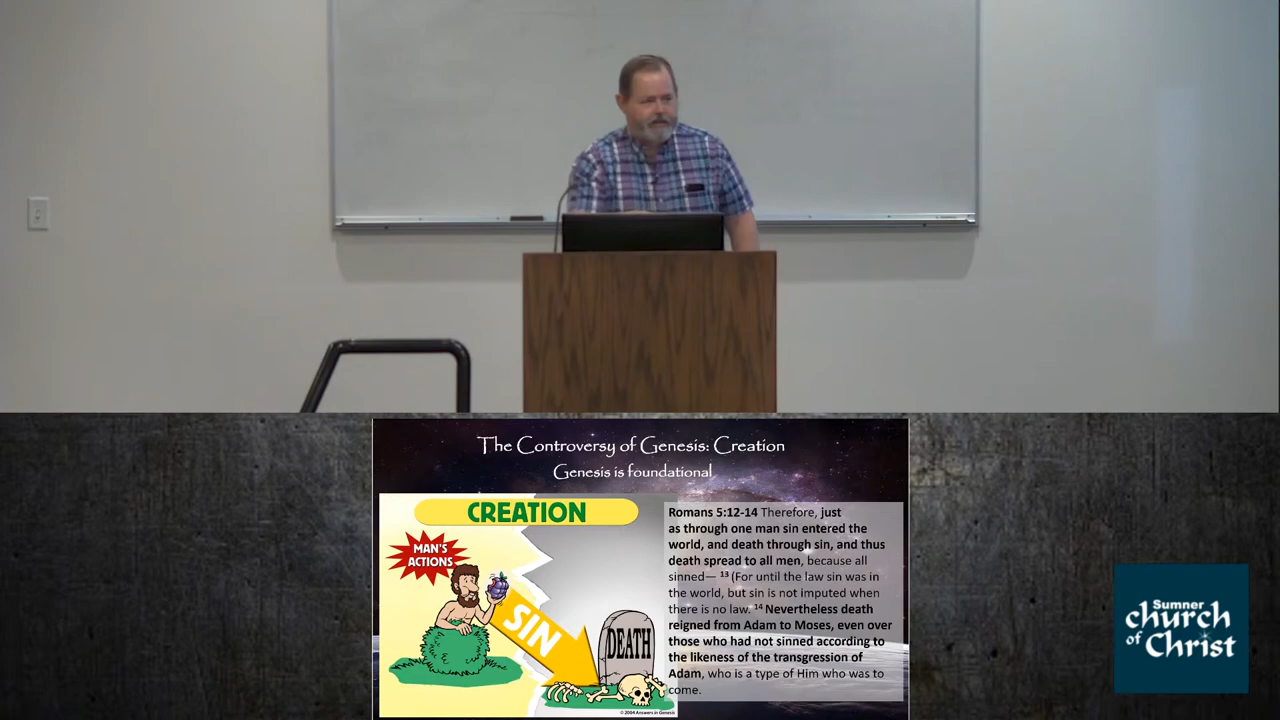 The Controversy of Genesis: Creation
Genesis is foundational
CREATION
MAN'S
ACTIONS
SIN
DEATH
© 2004 Answers in Genesis
Romans 5:12-14 Therefore, just
as through one man sin entered the
world, and death through sin, and thus
death spread to all men, because all
sinned— 13 (For until the law sin was in
the world, but sin is not imputed when
there is no law. 14 Nevertheless death
reigned from Adam to Moses, even over
those who had not sinned according to
the likeness of the transgression of
Adam, who is a type of Him who was to
come.
Sumner
church
of Christ